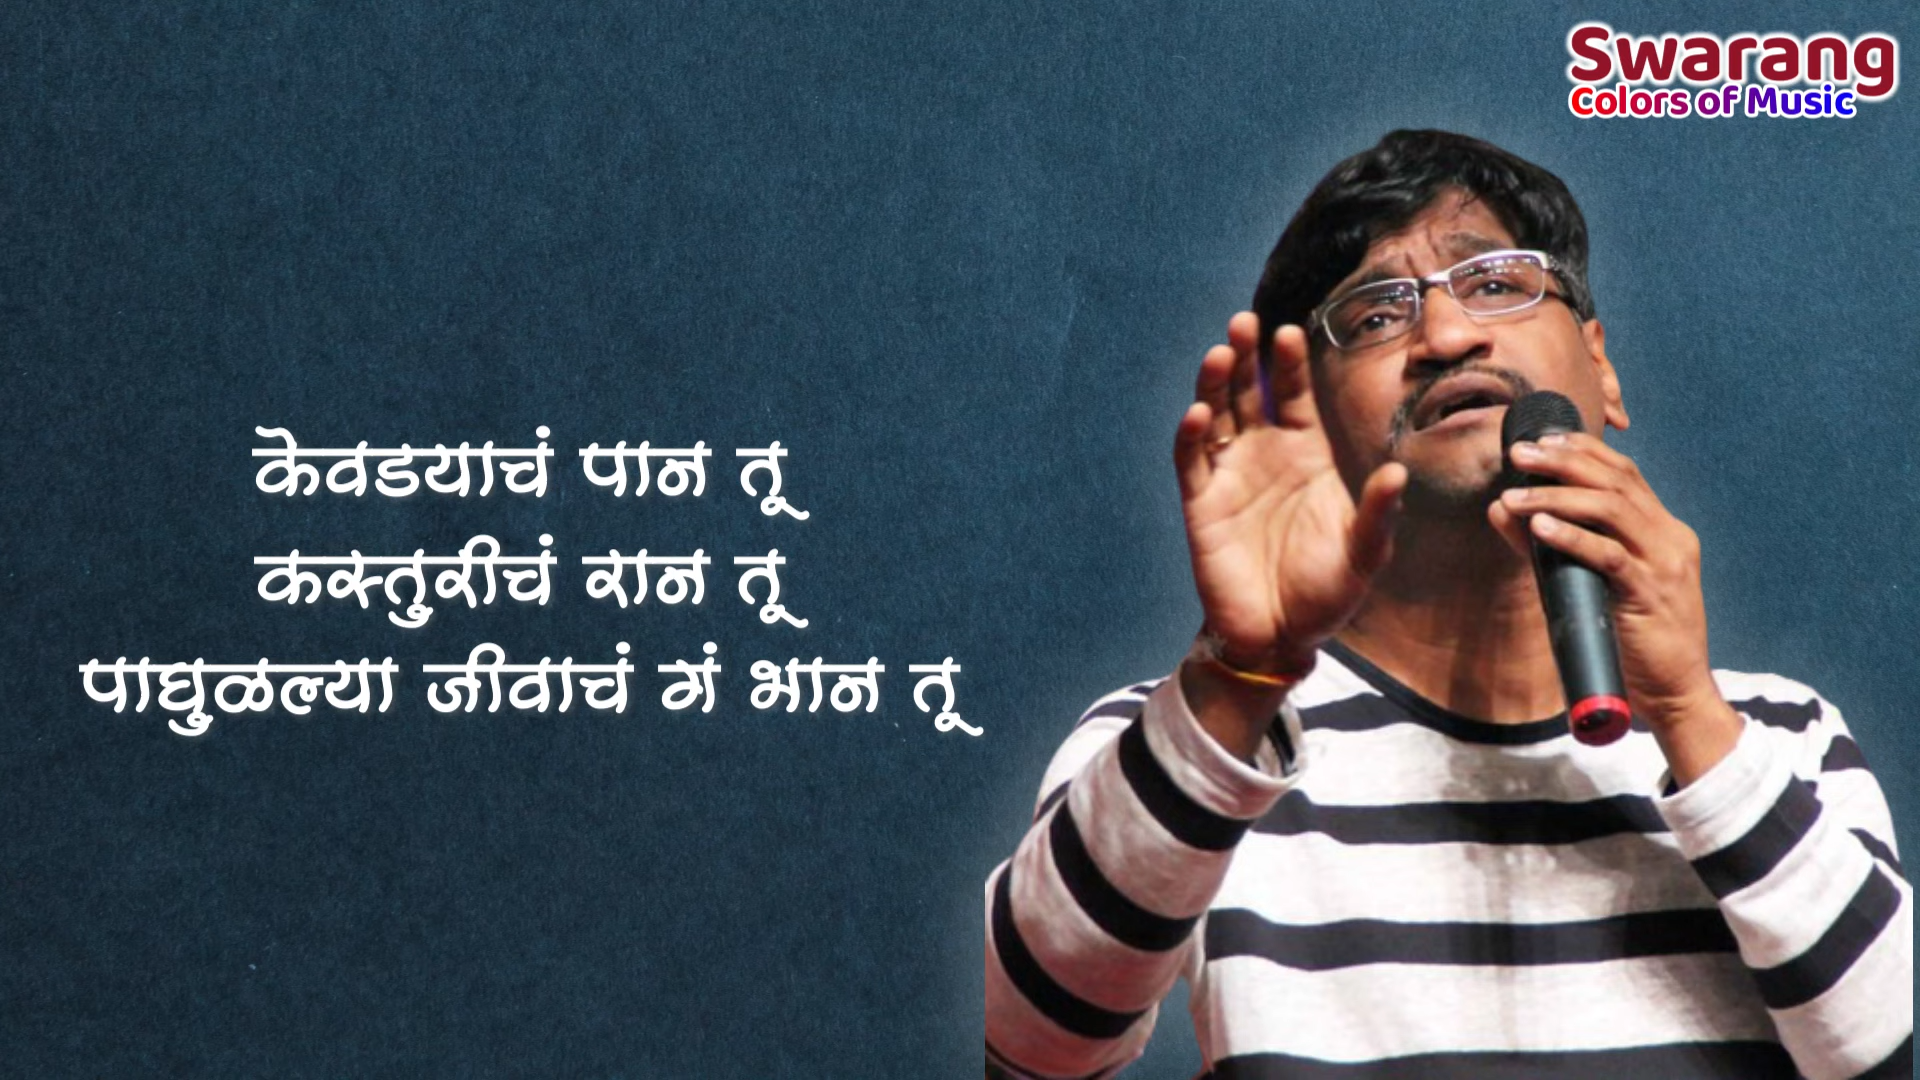 Swarang
Colors of Music
केवडयाचं पान तू
कस्तुरीचं रान तू
पाघुळल्या जीवाचं गं भान तू